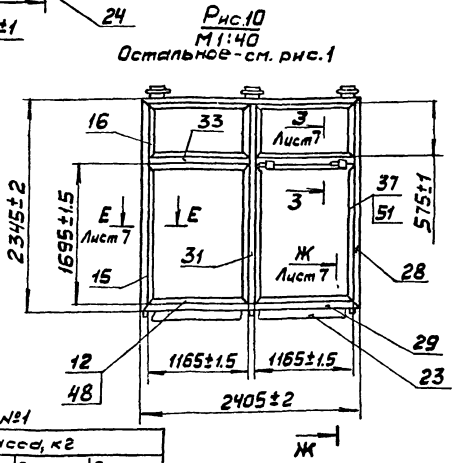 24
±1
Рис.10
М1:40
Остальное-см. рис.1
16
33
З
Лист 7
2345±2
1695±1.5
575±1
37
51
З
Е
Е
Лист 7
31
Ж
Лист 7
15
28
29
12
48
1165±1.5
1165±1.5
23
2405±2
№1
Ж
сса, кг